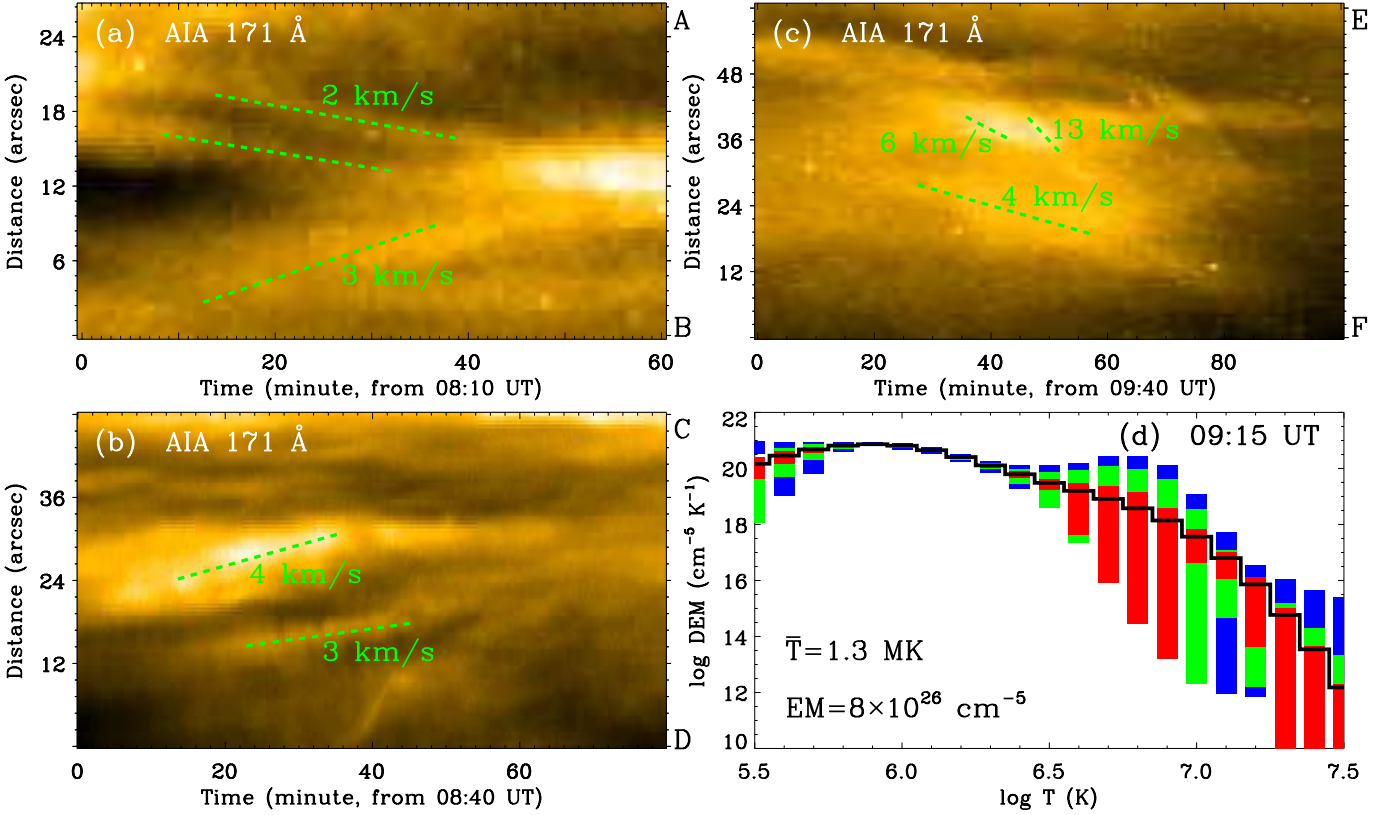 (a) AIA 171 Å
A
24
18
12
6
Distance (arcsec)
2 km/s
3 km/s
B
0 20 40 60
Time (minute, from 08:10 UT)
(c) AIA 171 Å
E
48
36
24
12
Distance (arcsec)
6 km/s
13 km/s
4 km/s
F
0 20 40 60 80
Time (minute, from 09:40 UT)
(b) AIA 171 Å
C
36
24
12
Distance (arcsec)
4 km/s
3 km/s
D
0 20 40 60
Time (minute, from 08:40 UT)
(d) 09:15 UT
22
20
18
16
14
12
10
log DEM (cm⁻⁵ K⁻¹)
T̅=1.3 MK
EM=8×10²⁶ cm⁻⁵
5.5 6.0 6.5 7.0 7.5
log T (K)